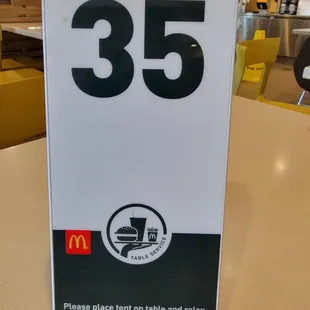 35
TABLE SERVICE
Please place tent on table and relax